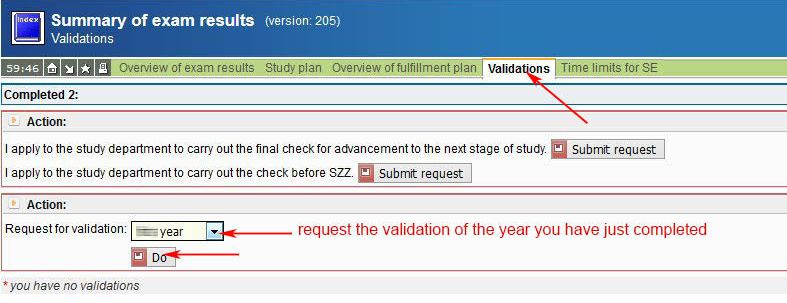 index
Summary of exam results (version: 205)
Validations
59:46 Overview of exam results Study plan Overview of fulfillment plan Validations Time limits for SE
Completed 2:
Action:
I apply to the study department to carry out the final check for advancement to the next stage of study. Submit request
I apply to the study department to carry out the check before SZZ. Submit request
Action:
Request for validation: year request the validation of the year you have just completed
Do
* you have no validations